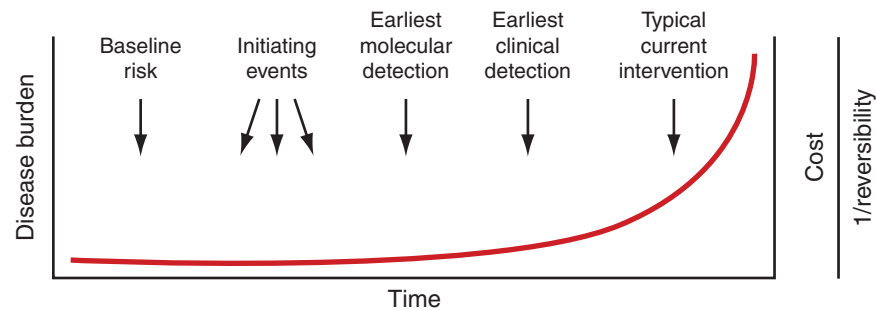 Baseline
risk
Initiating
events
Earliest
molecular
detection
Earliest
clinical
detection
Typical
current
intervention
Disease burden
Cost
1/reversibility
Time